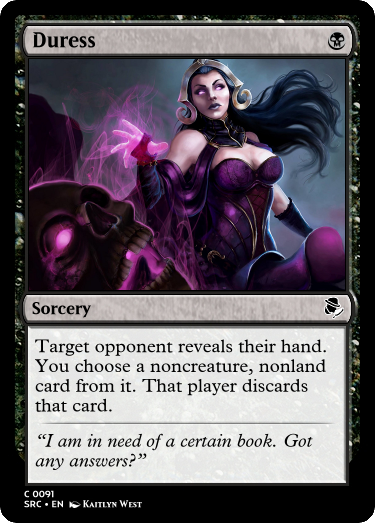 Duress
Sorcery
Target opponent reveals their hand.
You choose a noncreature, nonland
card from it. That player discards
that card.
“I am in need of a certain book. Got
any answers?”
C 0091
SRC • EN Kaitlyn West